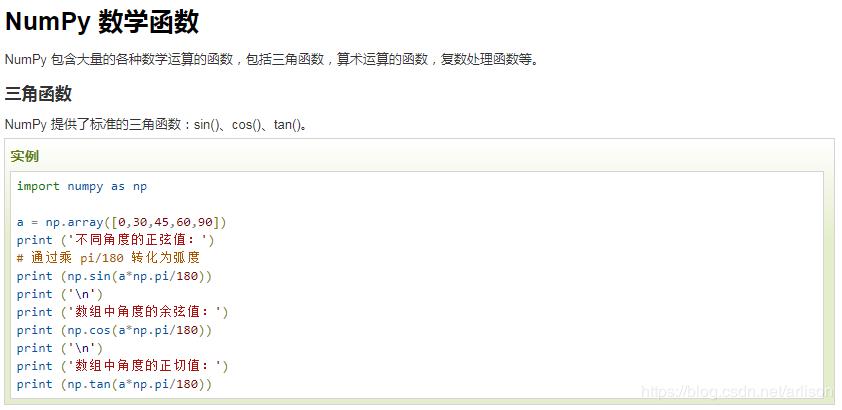 NumPy 数学函数
NumPy 包含大量的各种数学运算的函数，包括三角函数，算术运算的函数，复数处理函数等。
三角函数
NumPy 提供了标准的三角函数：sin()、cos()、tan()。
实例
import numpy as np
a = np.array([0,30,45,60,90])
print ('不同角度的正弦值：')
# 通过乘 pi/180 转化为弧度
print (np.sin(a*np.pi/180))
print ('\n')
print ('数组中角度的余弦值：')
print (np.cos(a*np.pi/180))
print ('\n')
print ('数组中角度的正切值：')
print (np.tan(a*np.pi/180))
https://blog.csdn.net/arlison